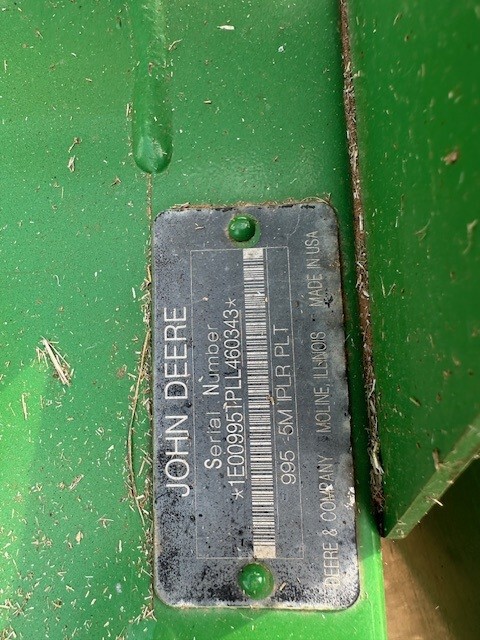 JOHN DEERE
Serial Number
*1E00995TPLL460343*
995 5M IPLR PLT
DEERE & COMPANY MOLINE, ILLINOIS MADE IN USA
Y